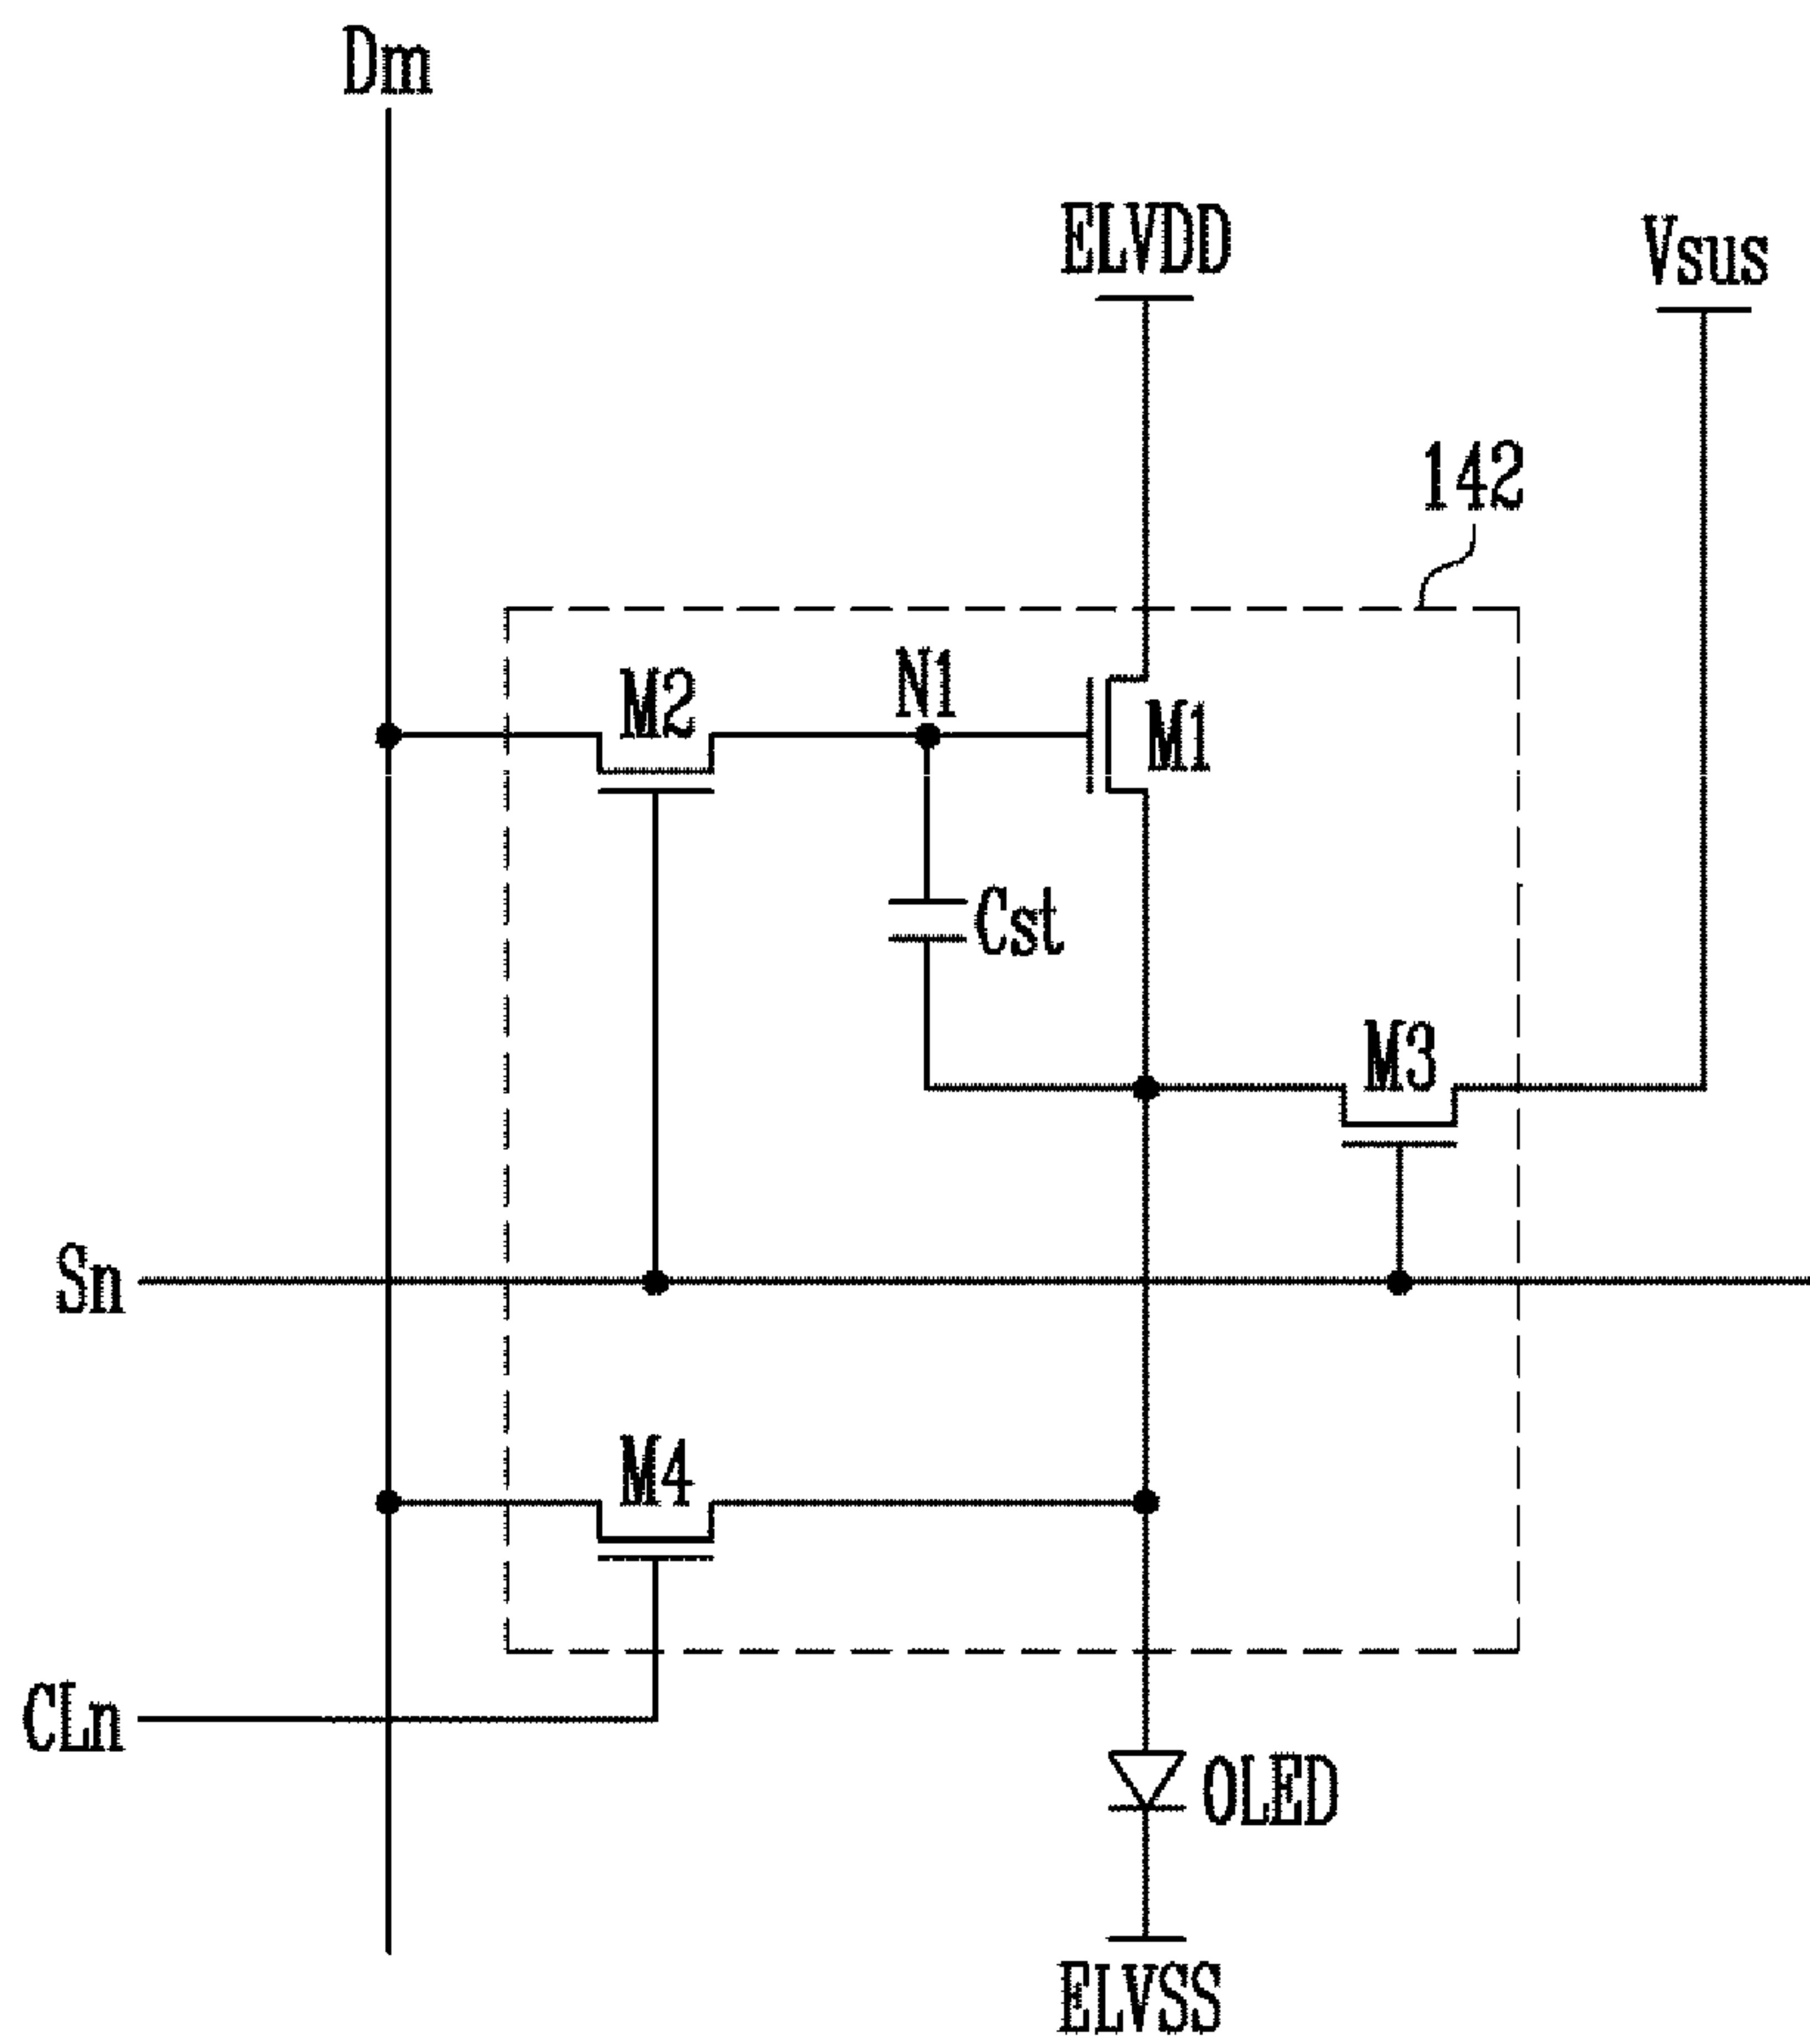 Dm
ELVDD
Vsus
142
M2
N1
M1
Cst
M3
Sn
M4
CLn
OLED
ELVSS